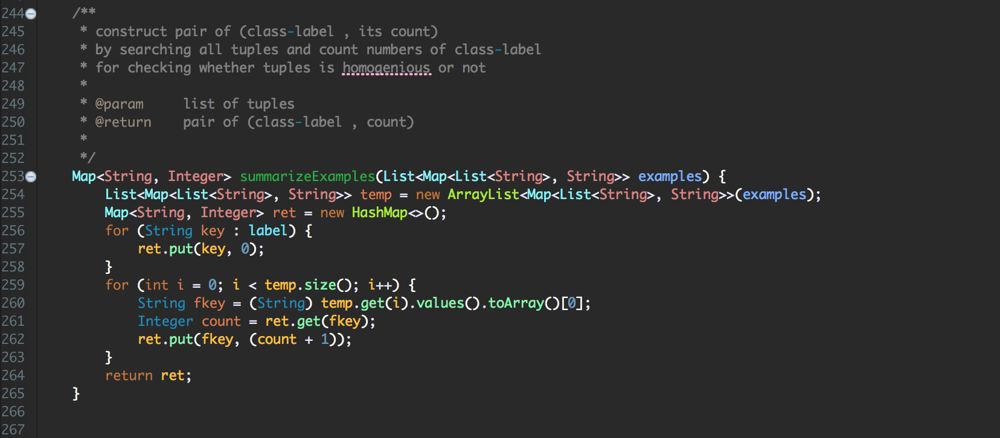 244 /**
245 * construct pair of (class-label , its count)
246 * by searching all tuples and count numbers of class-label
247 * for checking whether tuples is homogenious or not
248 *
249 * @param list of tuples
250 * @return pair of (class-label , count)
251 *
252 */
253 Map<String, Integer> summarizeExamples(List<Map<List<String>, String>> examples) {
254 List<Map<List<String>, String>> temp = new ArrayList<Map<List<String>, String>>(examples);
255 Map<String, Integer> ret = new HashMap<>();
256 for (String key : label) {
257 ret.put(key, 0);
258 }
259 for (int i = 0; i < temp.size(); i++) {
260 String fkey = (String) temp.get(i).values().toArray()[0];
261 Integer count = ret.get(fkey);
262 ret.put(fkey, (count + 1));
263 }
264 return ret;
265 }
266
267